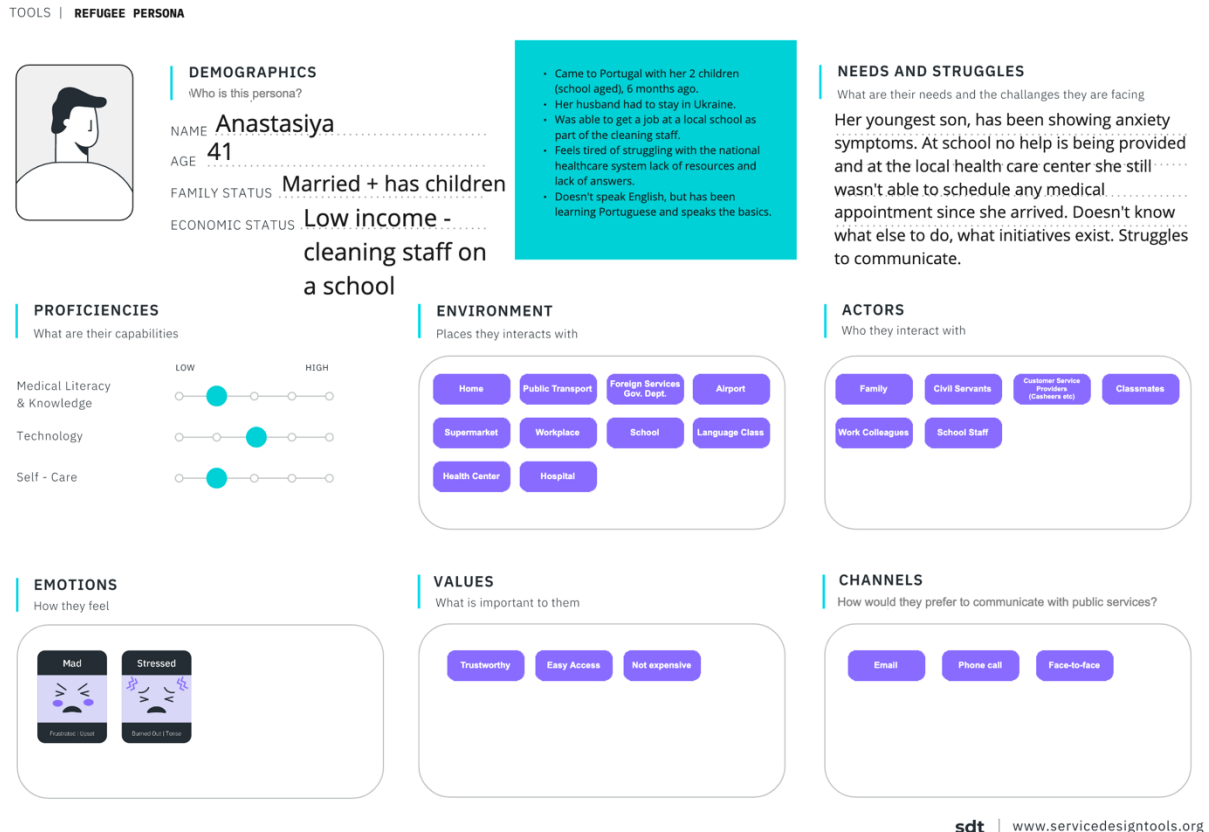 TOOLS | REFUGEE PERSONA
DEMOGRAPHICS
Who is this persona?
NAME Anastasiya
AGE 41
FAMILY STATUS Married + has children
ECONOMIC STATUS Low income -
cleaning staff on
a school
• Came to Portugal with her 2 children
(school aged), 6 months ago.
• Her husband had to stay in Ukraine.
• Was able to get a job at a local school as
part of the cleaning staff.
• Feels tired of struggling with the national
healthcare system lack of resources and
lack of answers.
• Doesn't speak English, but has been
learning Portuguese and speaks the basics.
NEEDS AND STRUGGLES
What are their needs and the challanges they are facing
Her youngest son, has been showing anxiety
symptoms. At school no help is being provided
and at the local health care center she still
wasn't able to schedule any medical
appointment since she arrived. Doesn't know
what else to do, what initiatives exist. Struggles
to communicate.
PROFICIENCIES
What are their capabilities
LOW HIGH
Medical Literacy
& Knowledge
Technology
Self - Care
ENVIRONMENT
Places they interacts with
Home
Public Transport
Foreign Services
Gov. Dept.
Airport
Supermarket
Workplace
School
Language Class
Health Center
Hospital
ACTORS
Who they interact with
Family
Civil Servants
Customer Service
Providers
(Casheers etc)
Classmates
Work Colleagues
School Staff
EMOTIONS
How they feel
Mad
Frustrated | Upset
Stressed
Burned Out | Tense
VALUES
What is important to them
Trustworthy
Easy Access
Not expensive
CHANNELS
How would they prefer to communicate with public services?
Email
Phone call
Face-to-face
sdt | www.servicedesigntools.org